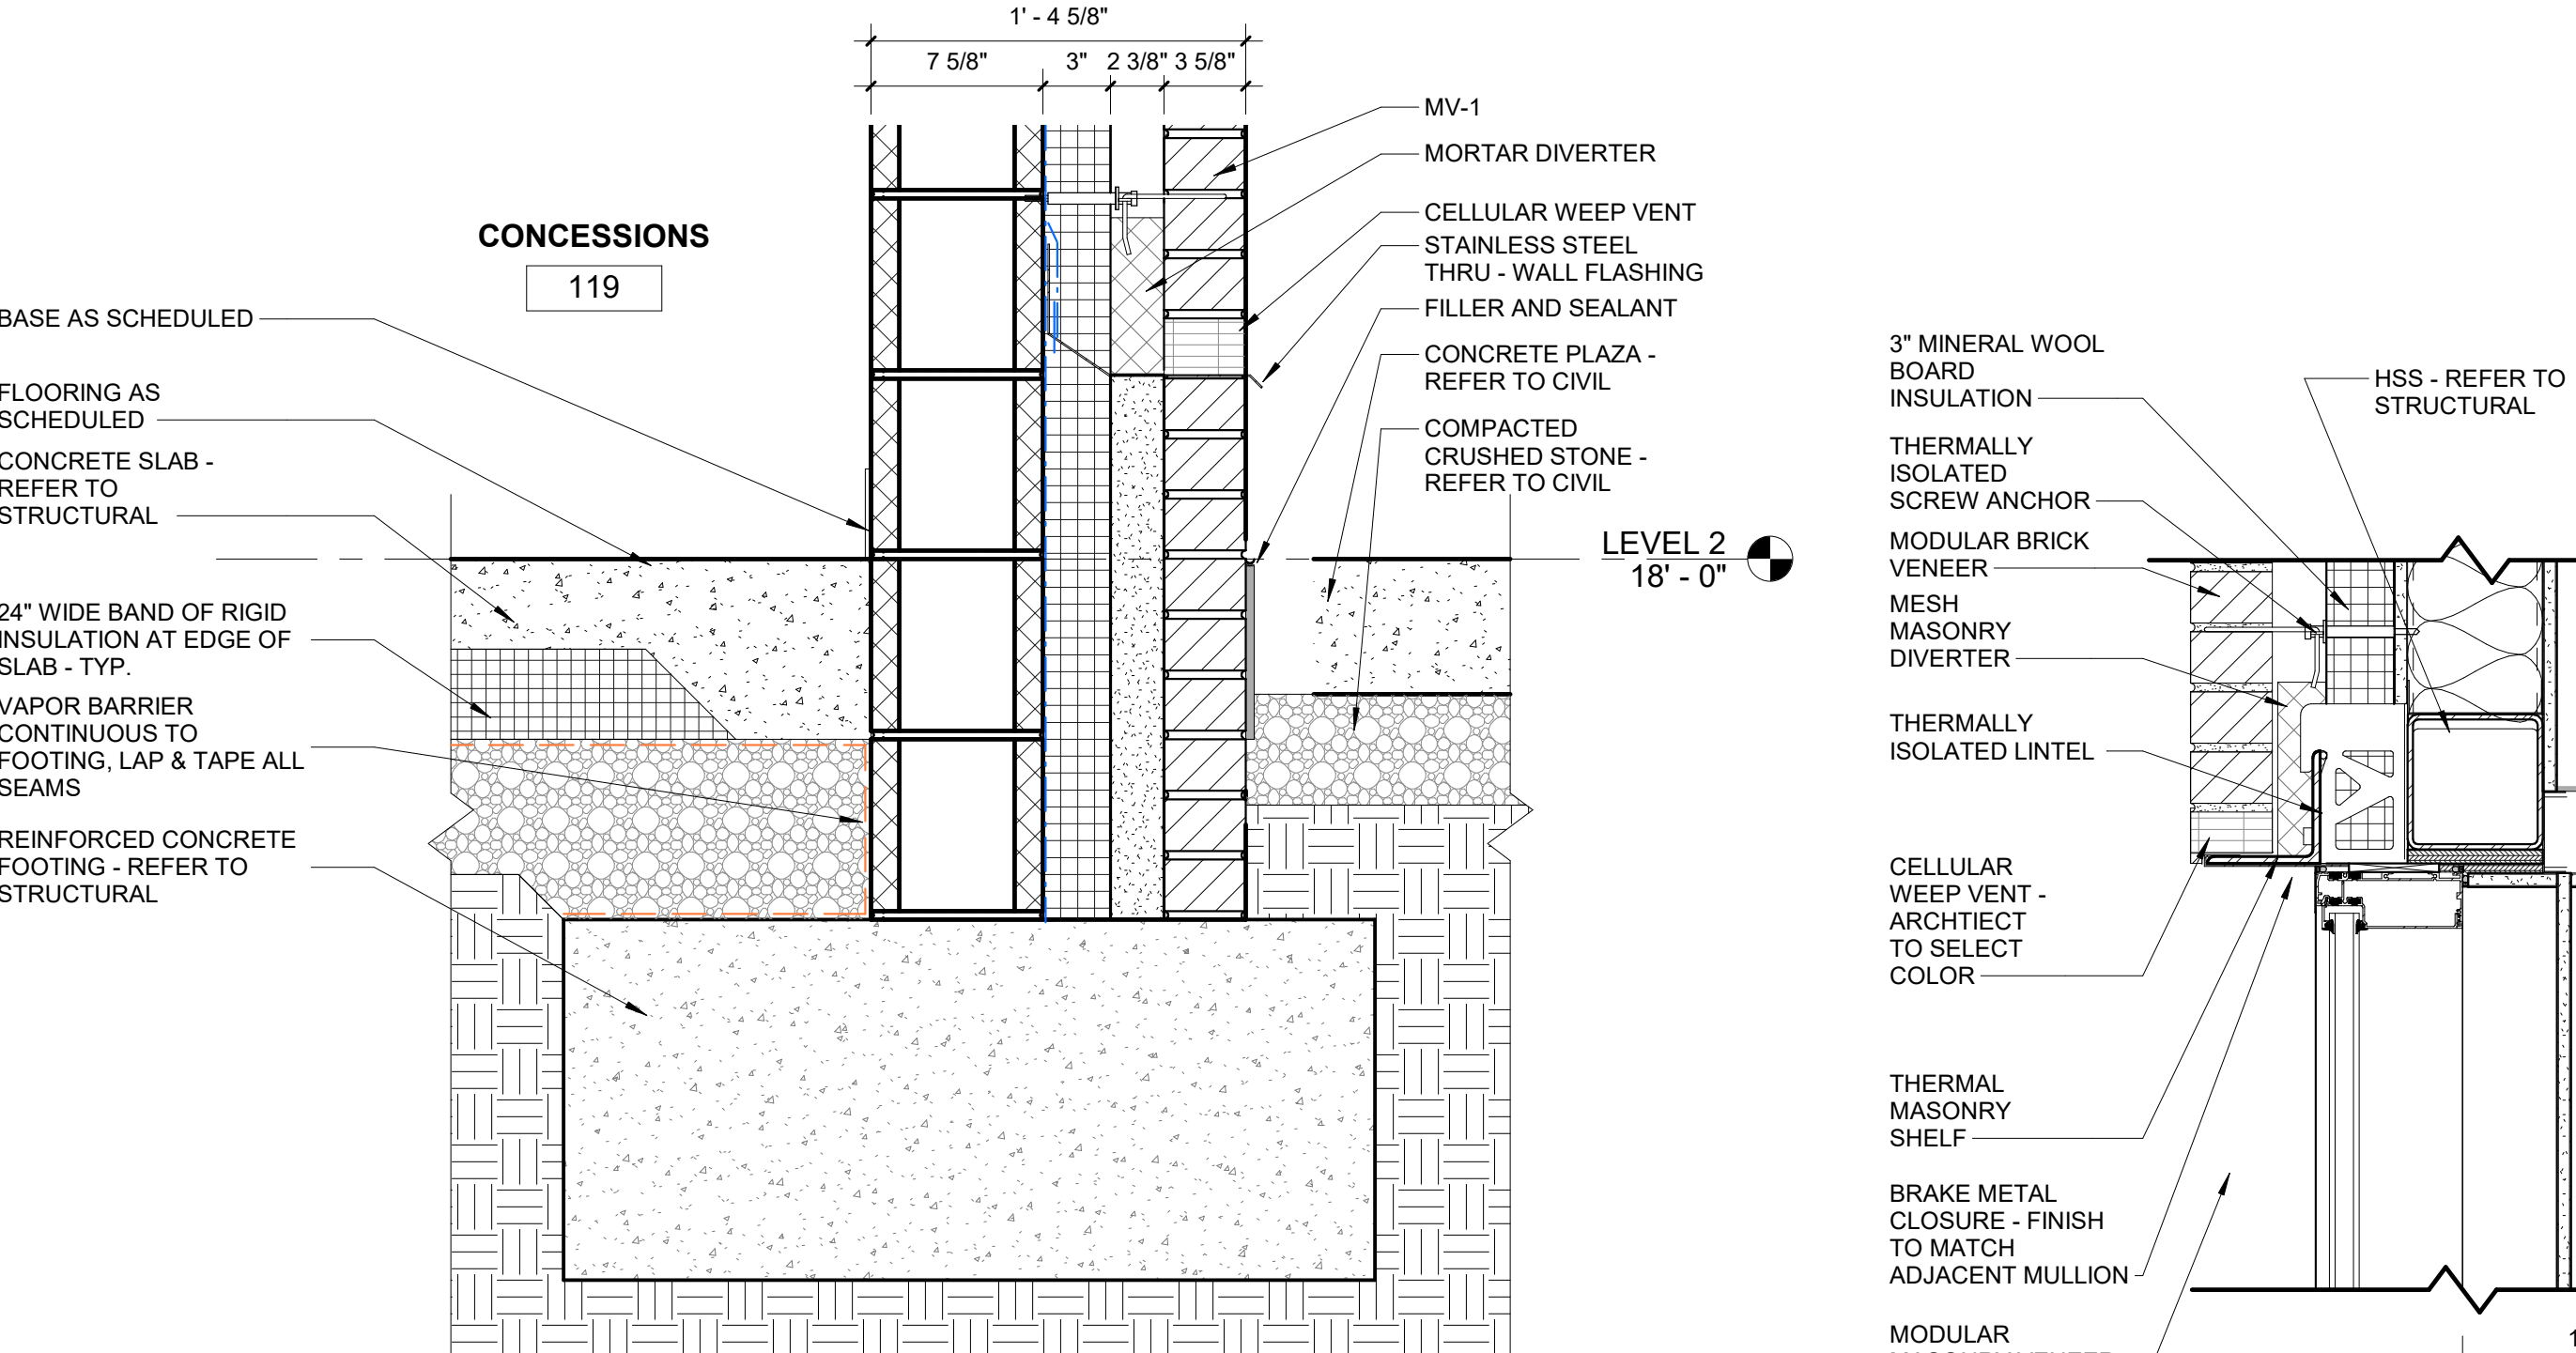 1' - 4 5/8"
7 5/8"
3"
2 3/8"
3 5/8"
CONCESSIONS
119
BASE AS SCHEDULED
FLOORING AS
SCHEDULED
CONCRETE SLAB -
REFER TO
STRUCTURAL
24" WIDE BAND OF RIGID
INSULATION AT EDGE OF
SLAB - TYP.
VAPOR BARRIER
CONTINUOUS TO
FOOTING, LAP & TAPE ALL
SEAMS
REINFORCED CONCRETE
FOOTING - REFER TO
STRUCTURAL
MV-1
MORTAR DIVERTER
CELLULAR WEEP VENT
STAINLESS STEEL
THRU - WALL FLASHING
FILLER AND SEALANT
CONCRETE PLAZA -
REFER TO CIVIL
COMPACTED
CRUSHED STONE -
REFER TO CIVIL
LEVEL 2
18' - 0"
3" MINERAL WOOL
BOARD
INSULATION
THERMALLY
ISOLATED
SCREW ANCHOR
MODULAR BRICK
VENEER
MESH
MASONRY
DIVERTER
THERMALLY
ISOLATED LINTEL
CELLULAR
WEEP VENT -
ARCHTIECT
TO SELECT
COLOR
THERMAL
MASONRY
SHELF
BRAKE METAL
CLOSURE - FINISH
TO MATCH
ADJACENT MULLION
MODULAR
HSS - REFER TO
STRUCTURAL